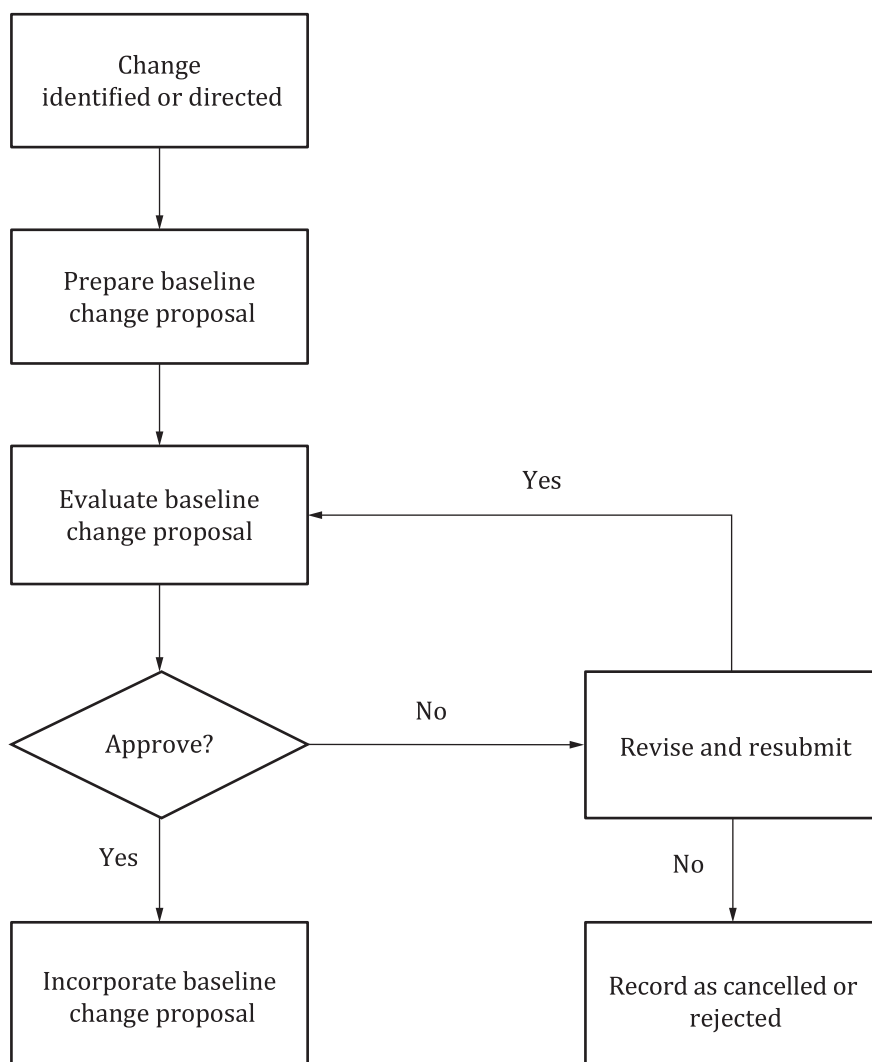 Change
identified or directed
Prepare baseline
change proposal
Evaluate baseline
change proposal
Yes
Approve?
No
Revise and resubmit
Yes
No
Incorporate baseline
change proposal
Record as cancelled or
rejected